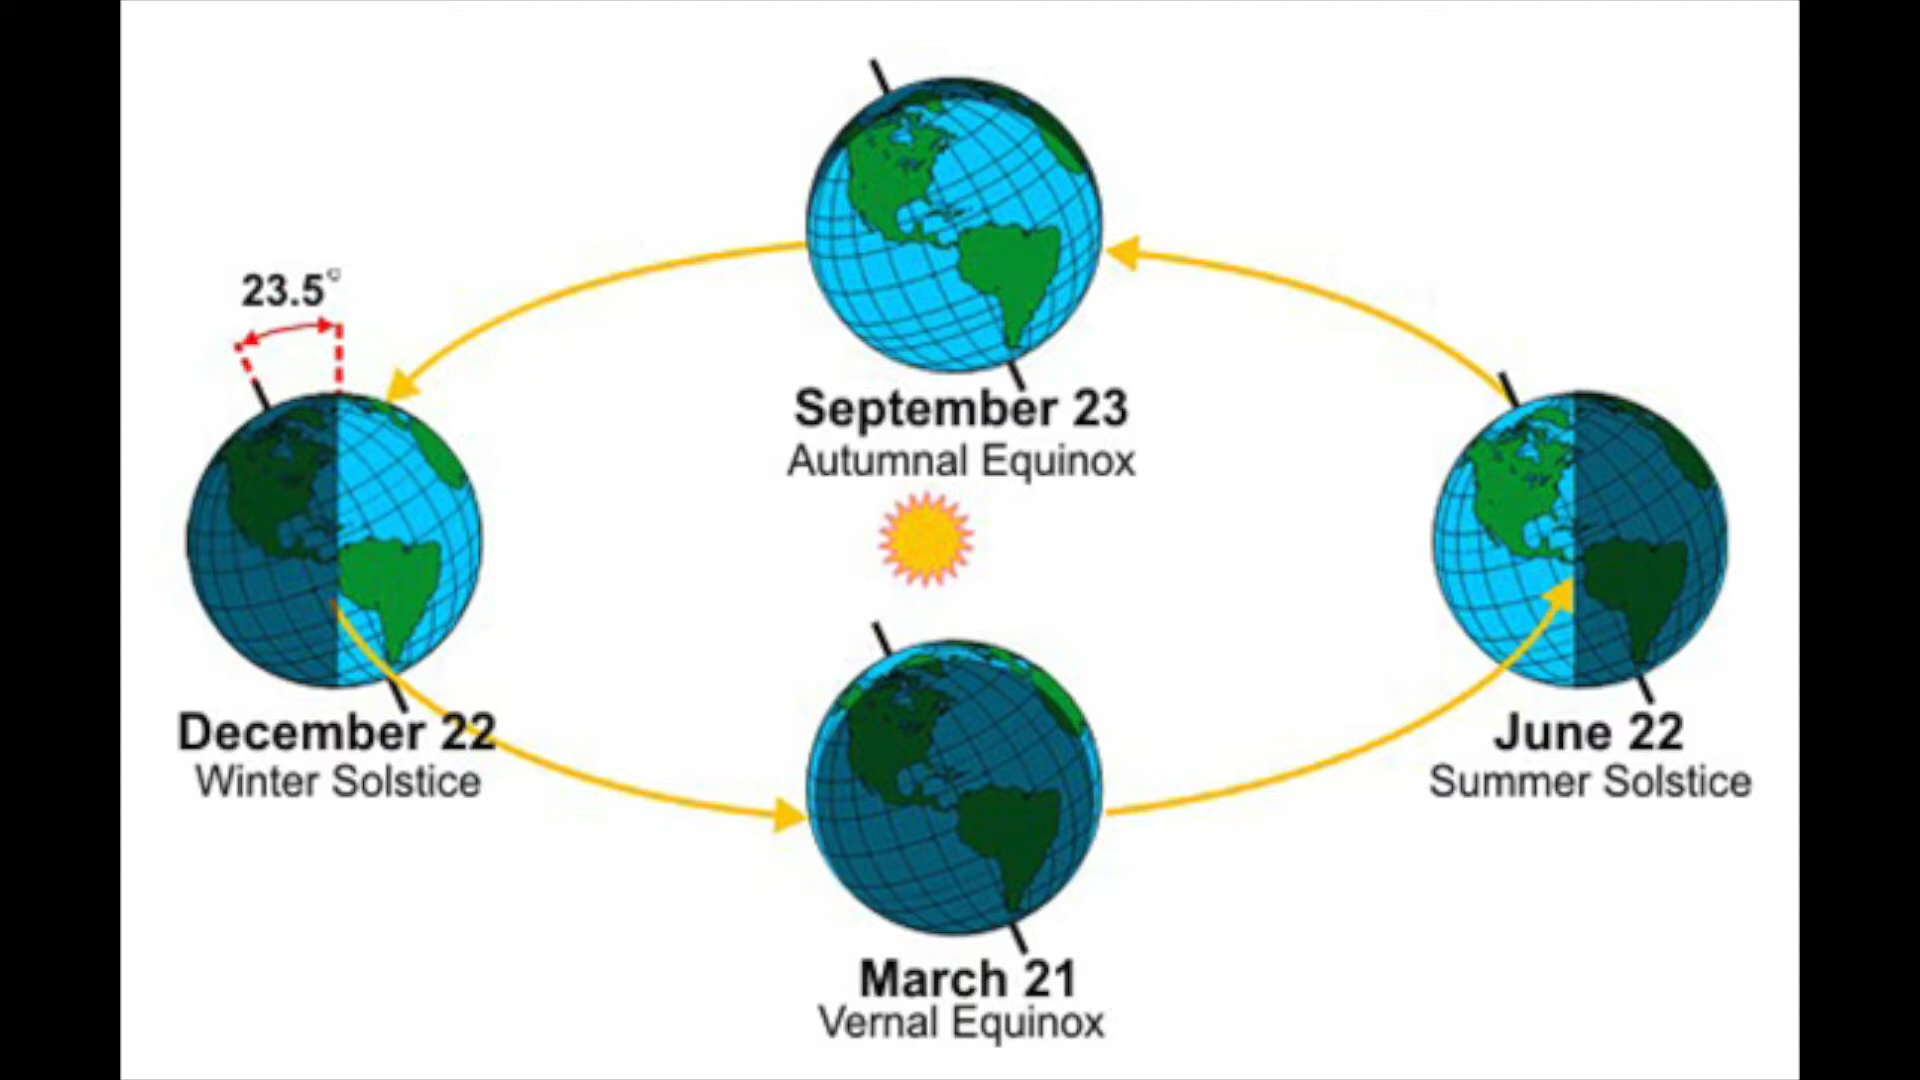 September 23
Autumnal Equinox
23.5°
December 22
Winter Solstice
June 22
Summer Solstice
March 21
Vernal Equinox